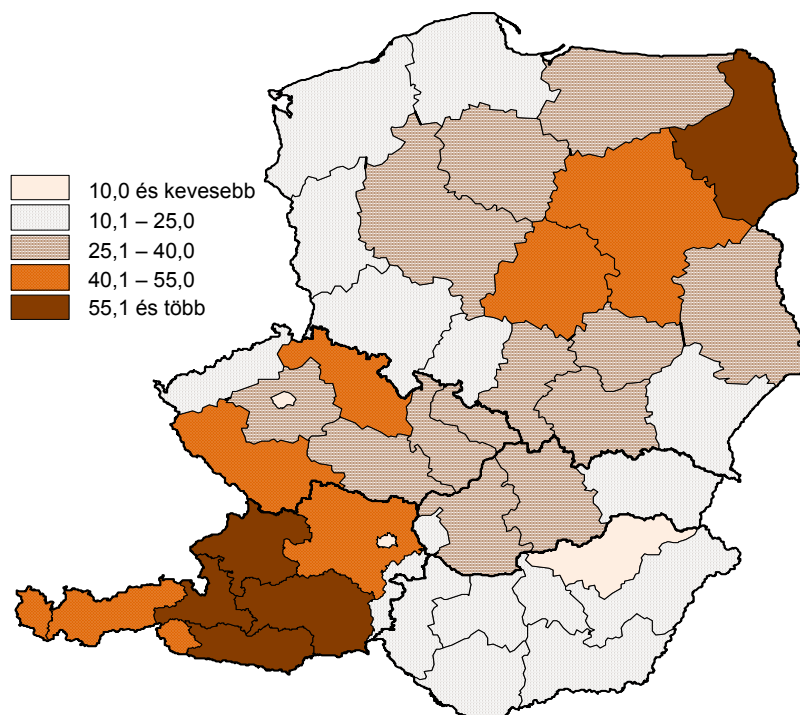 10,0 és kevesebb
10,1 – 25,0
25,1 – 40,0
40,1 – 55,0
55,1 és több